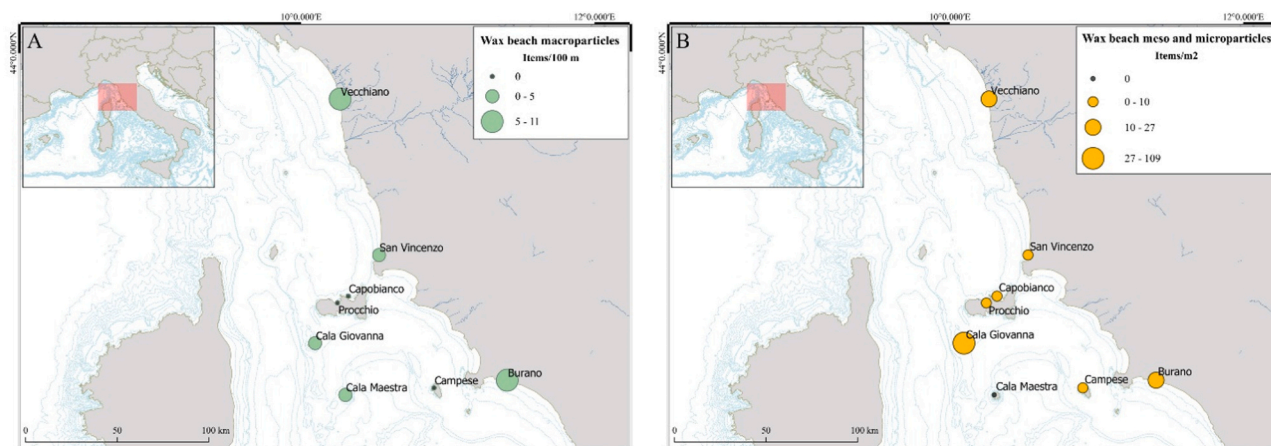 10°0.000'E
12°0.000'E
44°0.000'N
A
Wax beach macroparticles
Items/100 m
0
0 - 5
5 - 11
Vecchiano
San Vincenzo
Capobianco
Procchio
Cala Giovanna
Cala Maestra
Campese
Burano
0
50
100 km
10°0.000'E
12°0.000'E
44°0.000'N
B
Wax beach meso and microparticles
Items/m2
0
0 - 10
10 - 27
27 - 109
Vecchiano
San Vincenzo
Capobianco
Procchio
Cala Giovanna
Cala Maestra
Campese
Burano
0
50
100 km